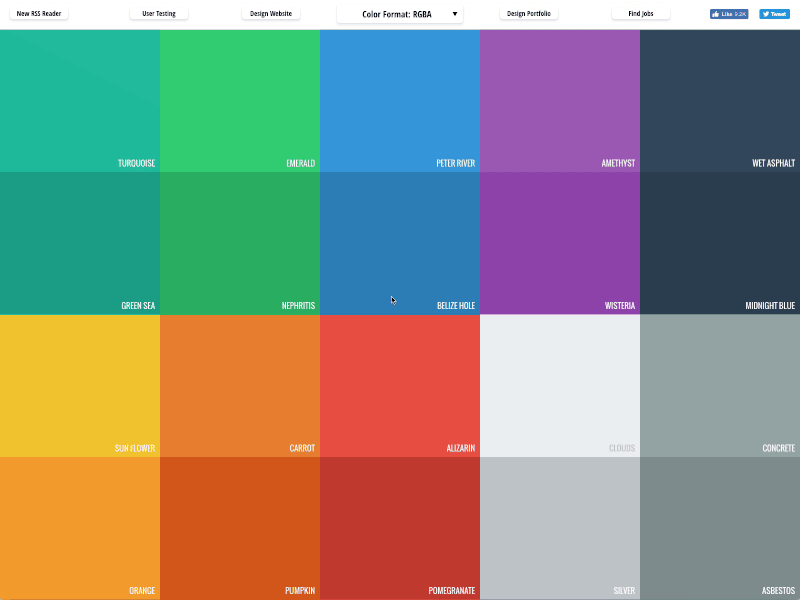 New RSS Reader
User Testing
Design Website
Color Format: RGBA
Design Portfolio
Find Jobs
Like 9.2K
Tweet
TURQUOISE
EMERALD
PETER RIVER
AMETHYST
WET ASPHALT
GREEN SEA
NEPHRITIS
BELIZE HOLE
WISTERIA
MIDNIGHT BLUE
SUN FLOWER
CARROT
ALIZARIN
CLOUDS
CONCRETE
ORANGE
PUMPKIN
POMEGRANATE
SILVER
ASBESTOS